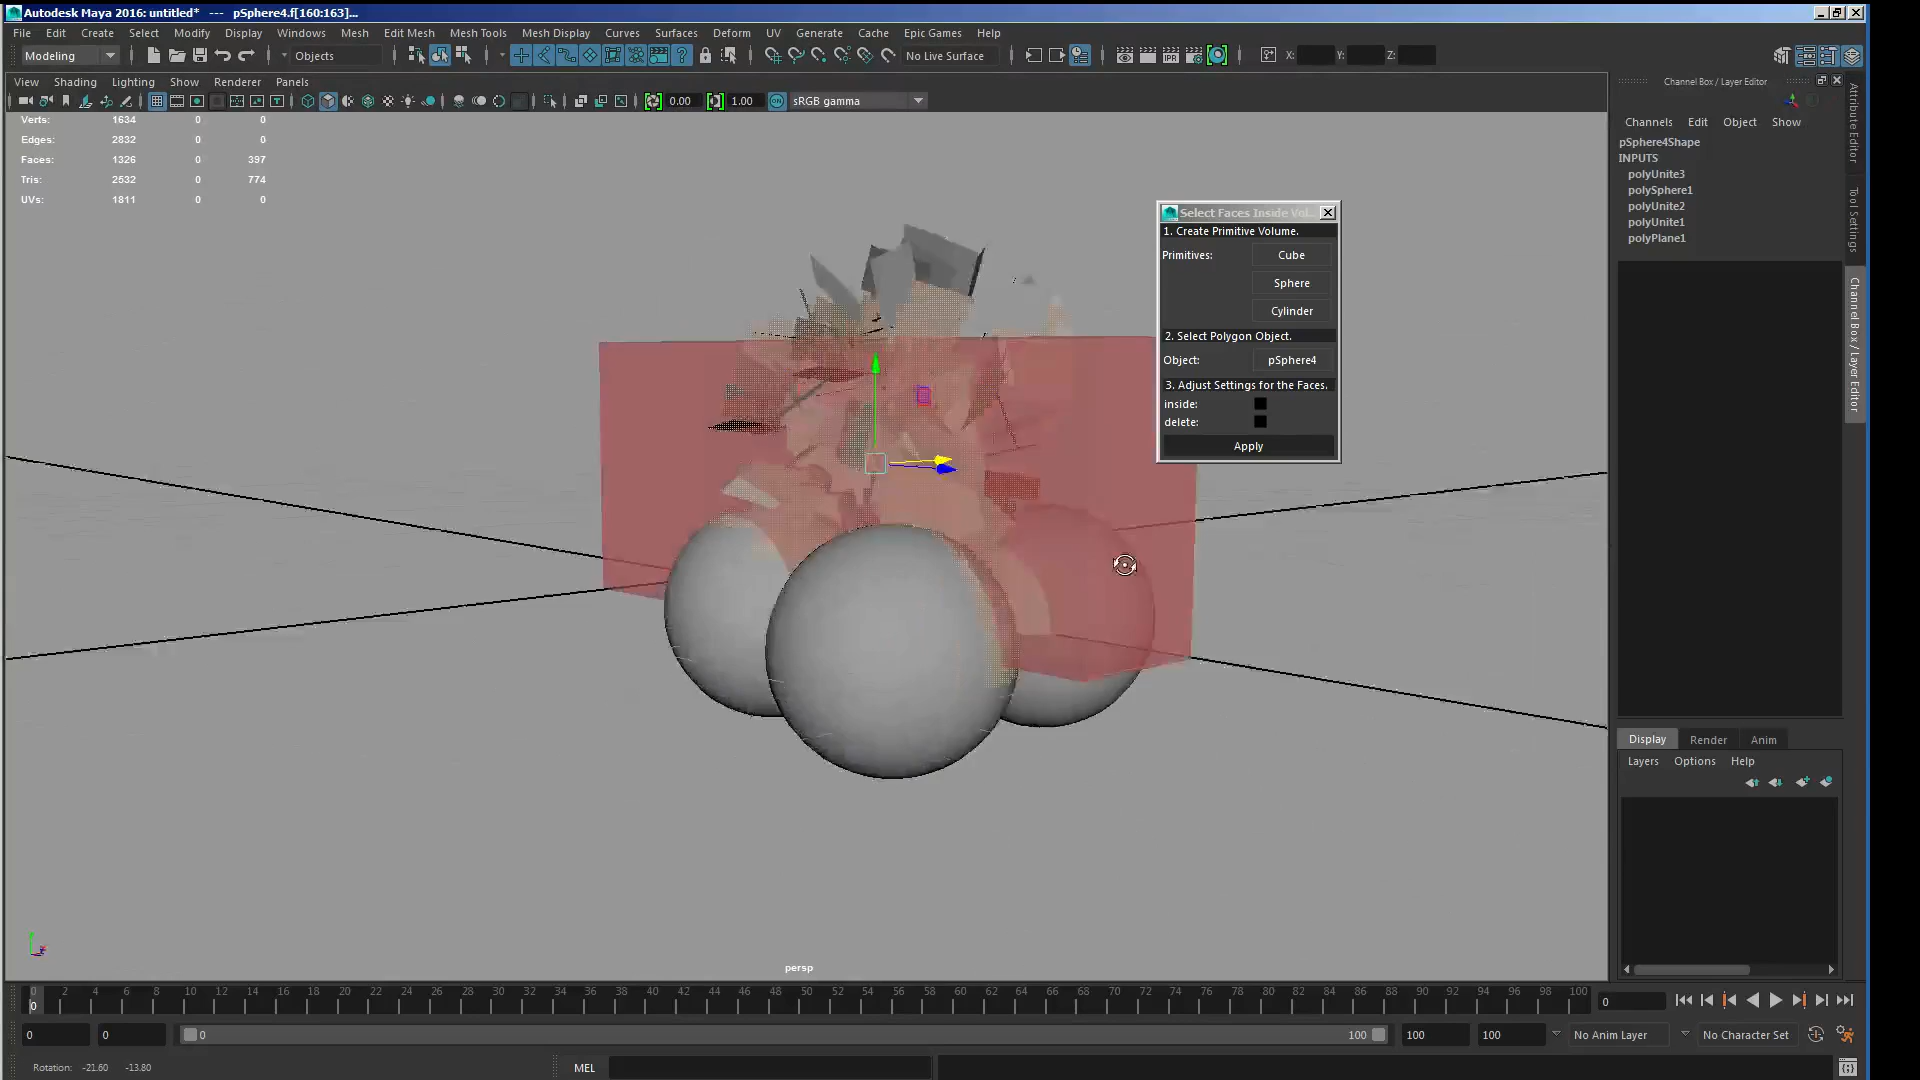 Autodesk Maya 2016: untitled* --- pSphere4.f[160:163]...
File Edit Create Select Modify Display Windows Mesh Edit Mesh Mesh Tools Mesh Display Curves Surfaces Deform UV Generate Cache Epic Games Help
Modeling Objects No Live Surface X: Y: Z:
View Shading Lighting Show Renderer Panels
0.00 1.00 ON sRGB gamma
Verts: 1634 0 0
Edges: 2832 0 0
Faces: 1326 0 397
Tris: 2532 0 774
UVs: 1811 0 0
Select Faces Inside Vol...
1. Create Primitive Volume.
Primitives: Cube
Sphere
Cylinder
2. Select Polygon Object.
Object: pSphere4
3. Adjust Settings for the Faces.
inside:
delete:
Apply
persp
Channel Box / Layer Editor
Channels Edit Object Show
pSphere4Shape
INPUTS
polyUnite3
polySphere1
polyUnite2
polyUnite1
polyPlane1
Attribute Editor
Tool Settings
Channel Box / Layer Editor
Display Render Anim
Layers Options Help
0 2 4 6 8 10 12 14 16 18 20 22 24 26 28 30 32 34 36 38 40 42 44 46 48 50 52 54 56 58 60 62 64 66 68 70 72 74 76 78 80 82 84 86 88 90 92 94 96 98 100
0 0
0 0 0 100 100 100 No Anim Layer No Character Set
Rotation: -21.60 -13.80 MEL